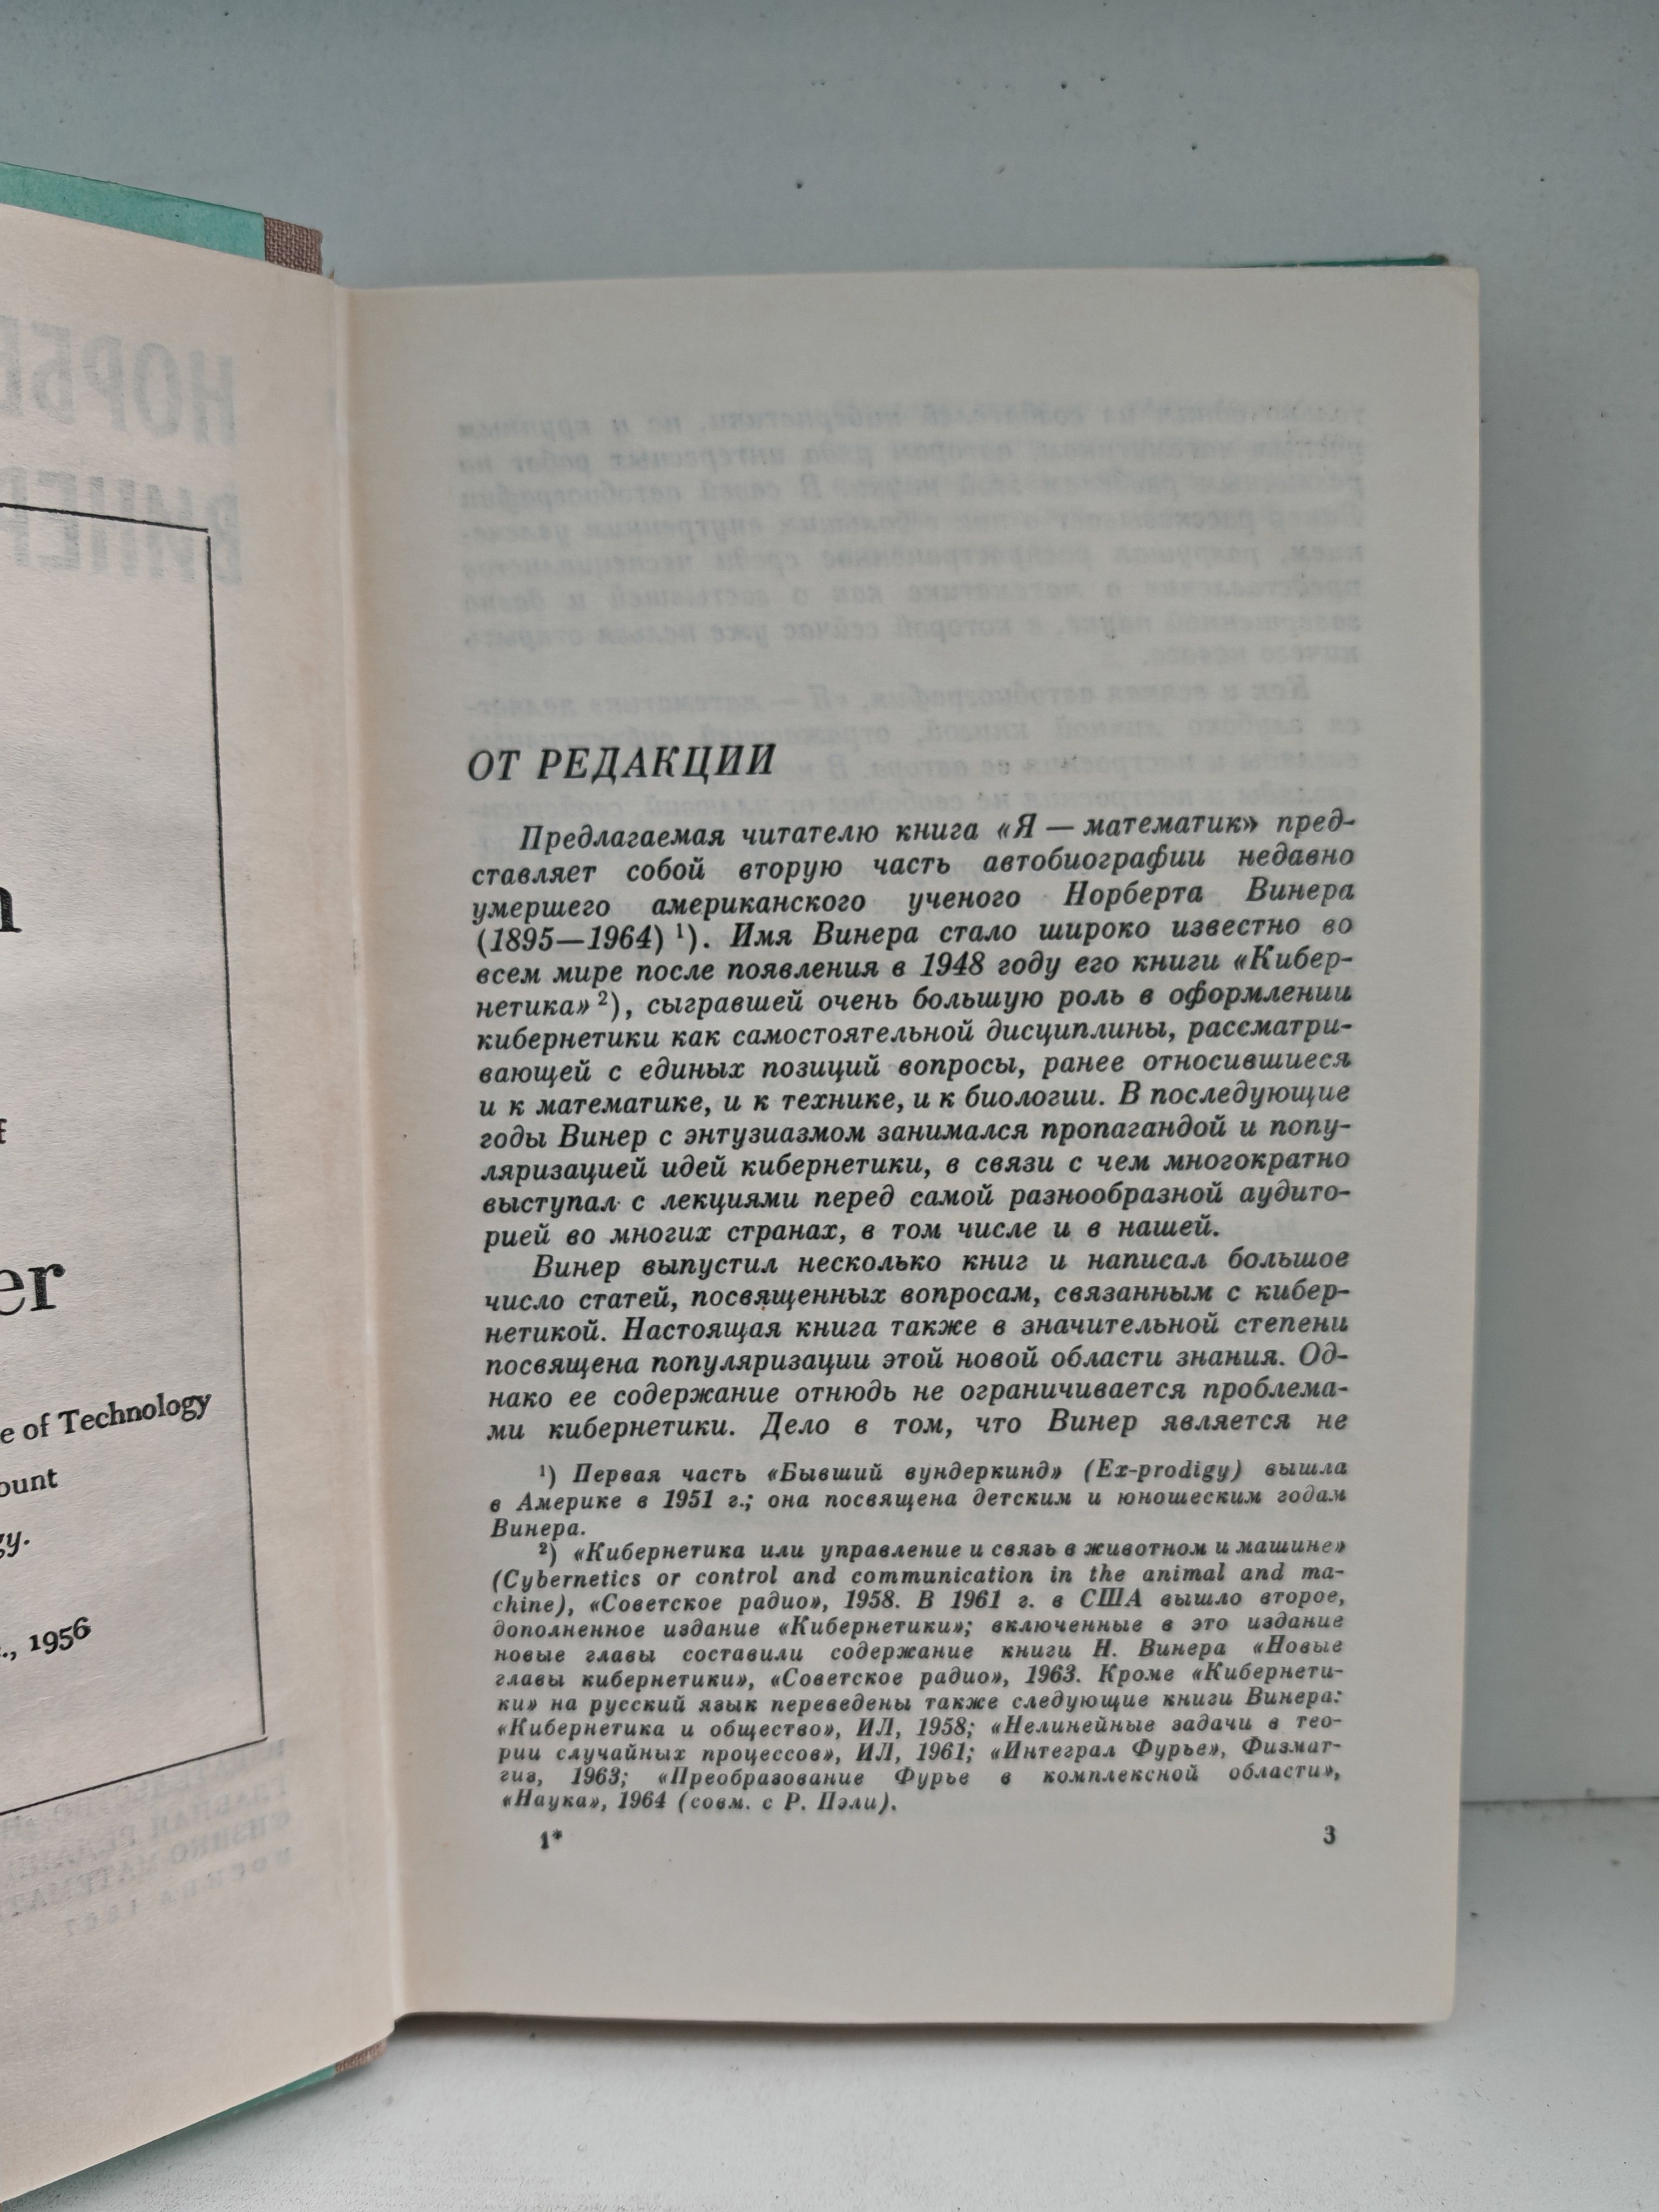 er
e of Technology
ount
gy.
., 1956
ОТ РЕДАКЦИИ
Предлагаемая читателю книга «Я — математик» пред-
ставляет собой вторую часть автобиографии недавно
умершего американского ученого Норберта Винера
(1895—1964) ¹). Имя Винера стало широко известно во
всем мире после появления в 1948 году его книги «Кибер-
нетика» ²), сыгравшей очень большую роль в оформлении
кибернетики как самостоятельной дисциплины, рассматри-
вающей с единых позиций вопросы, ранее относившиеся
и к математике, и к технике, и к биологии. В последующие
годы Винер с энтузиазмом занимался пропагандой и попу-
ляризацией идей кибернетики, в связи с чем многократно
выступал с лекциями перед самой разнообразной аудито-
рией во многих странах, в том числе и в нашей.
Винер выпустил несколько книг и написал большое
число статей, посвященных вопросам, связанным с кибер-
нетикой. Настоящая книга также в значительной степени
посвящена популяризации этой новой области знания. Од-
нако ее содержание отнюдь не ограничивается проблема-
ми кибернетики. Дело в том, что Винер является не
¹) Первая часть «Бывший вундеркинд» (Ex-prodigy) вышла
в Америке в 1951 г.; она посвящена детским и юношеским годам
Винера.
²) «Кибернетика или управление и связь в животном и машине»
(Cybernetics or control and communication in the animal and ma-
chine), «Советское радио», 1958. В 1961 г. в США вышло второе,
дополненное издание «Кибернетики»; включенные в это издание
новые главы составили содержание книги Н. Винера «Новые
главы кибернетики», «Советское радио», 1963. Кроме «Кибернети-
ки» на русский язык переведены также следующие книги Винера:
«Кибернетика и общество», ИЛ, 1958; «Нелинейные задачи в тео-
рии случайных процессов», ИЛ, 1961; «Интеграл Фурье», Физмат-
гиз, 1963; «Преобразование Фурье в комплексной области»,
«Наука», 1964 (совм. с Р. Пэли).
1* 3